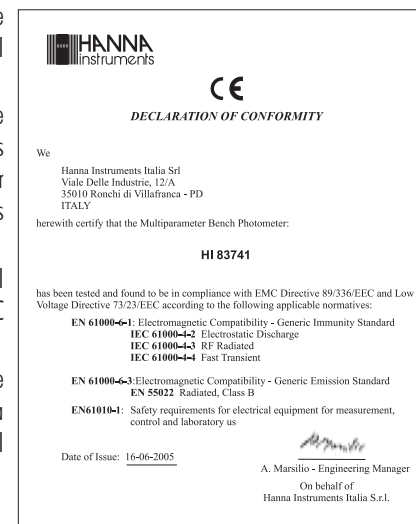 HANNA
instruments
CE
DECLARATION OF CONFORMITY
We
Hanna Instruments Italia Srl
Viale Delle Industrie, 12/A
35010 Ronchi di Villafranca - PD
ITALY
herewith certify that the Multiparameter Bench Photometer:
HI 83741
has been tested and found to be in compliance with EMC Directive 89/336/EEC and Low
Voltage Directive 73/23/EEC according to the following applicable normatives:
EN 61000-6-1: Electromagnetic Compatibility - Generic Immunity Standard
IEC 61000-4-2 Electrostatic Discharge
IEC 61000-4-3 RF Radiated
IEC 61000-4-4 Fast Transient
EN 61000-6-3:Electromagnetic Compatibility - Generic Emission Standard
EN 55022 Radiated, Class B
EN61010-1: Safety requirements for electrical equipment for measurement,
control and laboratory us
Date of Issue: 16-06-2005
A. Marsilio - Engineering Manager
On behalf of
Hanna Instruments Italia S.r.l.